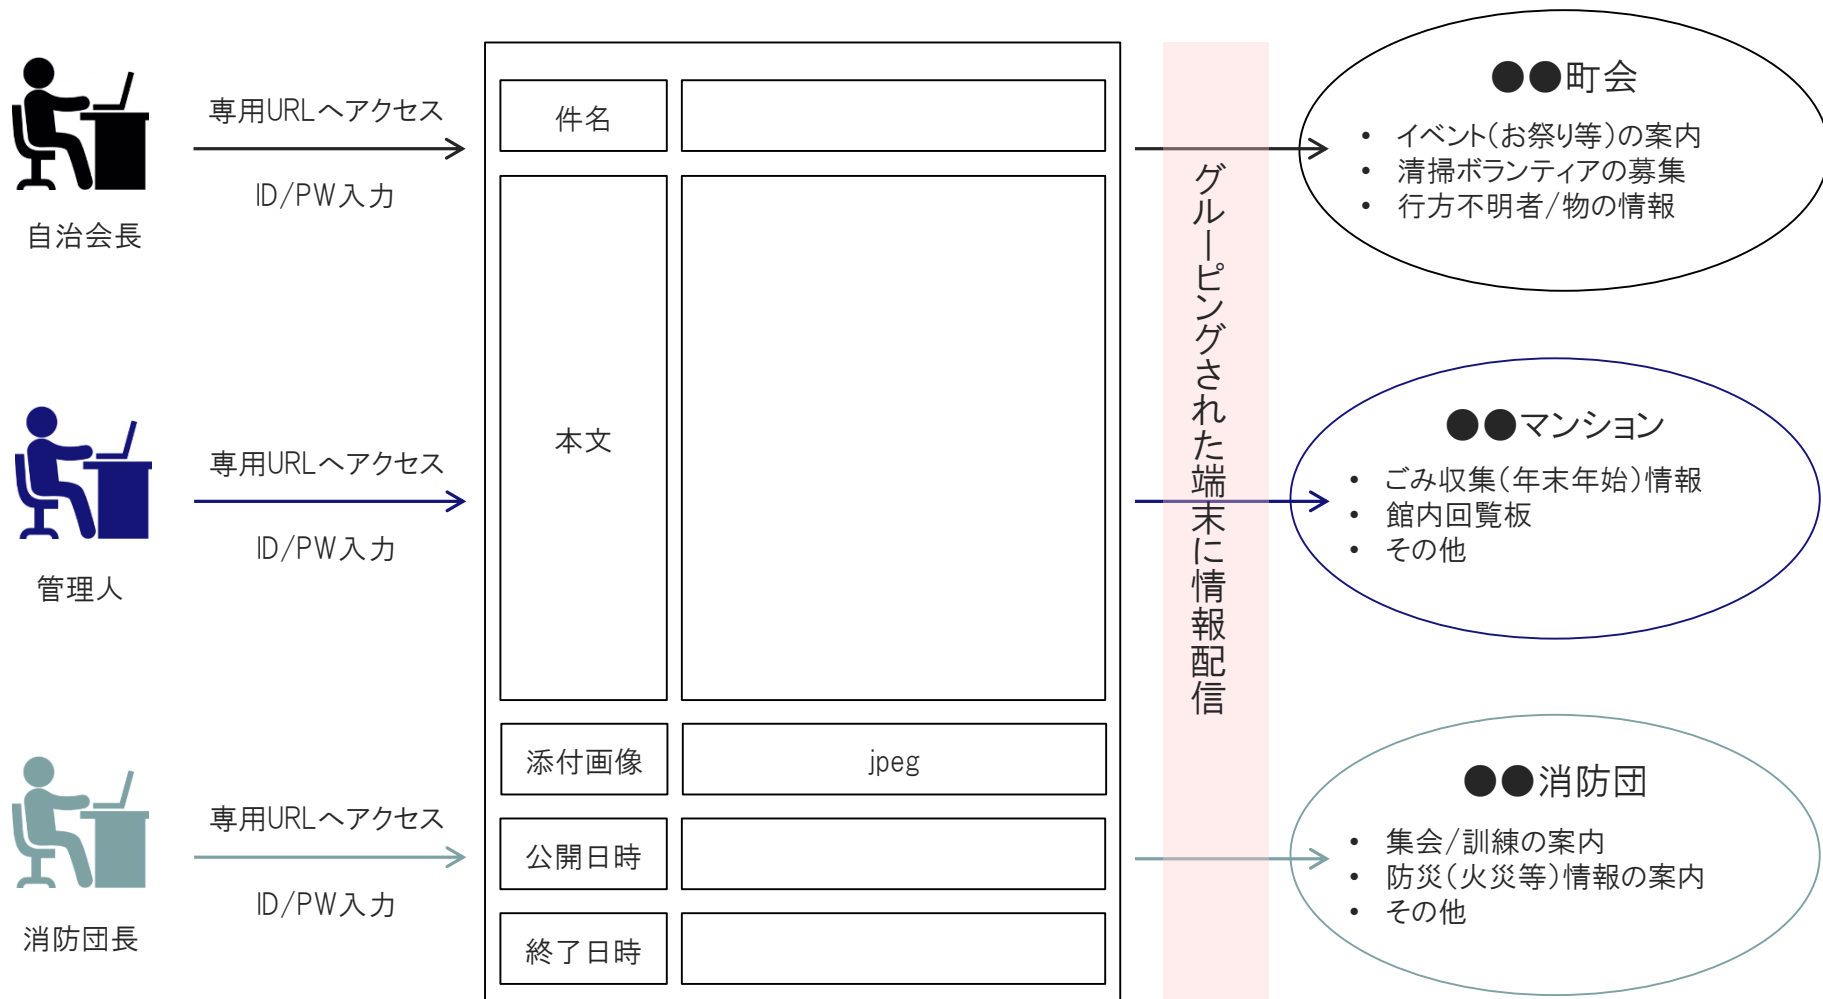 専用URLへアクセス
ID/PW入力
自治会長
専用URLへアクセス
ID/PW入力
管理人
専用URLへアクセス
ID/PW入力
消防団長
件名
本文
添付画像
jpeg
公開日時
終了日時
グルーピングされた端末に情報配信
●●町会
• イベント(お祭り等)の案内
• 清掃ボランティアの募集
• 行方不明者/物の情報
●●マンション
• ごみ収集(年末年始)情報
• 館内回覧板
• その他
●●消防団
• 集会/訓練の案内
• 防災(火災等)情報の案内
• その他